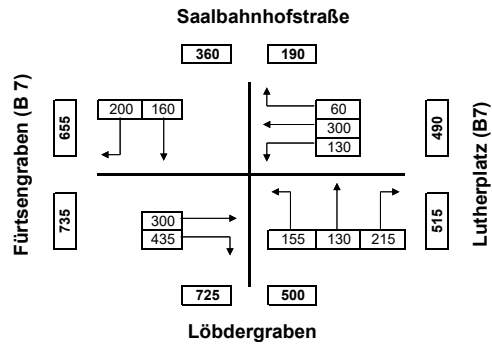 Saalbahnhofstraße
360 190
Fürtsengraben (B 7)
655
735
200 160
60
300
130
490
515
Lutherplatz (B7)
300
435
155 130 215
725 500
Löbdergraben